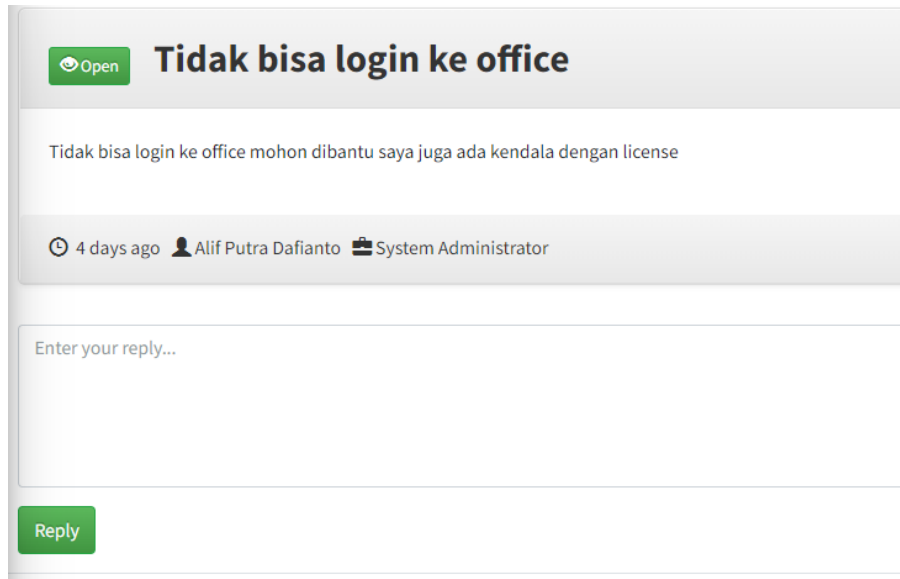 Open Tidak bisa login ke office
Tidak bisa login ke office mohon dibantu saya juga ada kendala dengan license
4 days ago Alif Putra Dafianto System Administrator
Enter your reply...
Reply